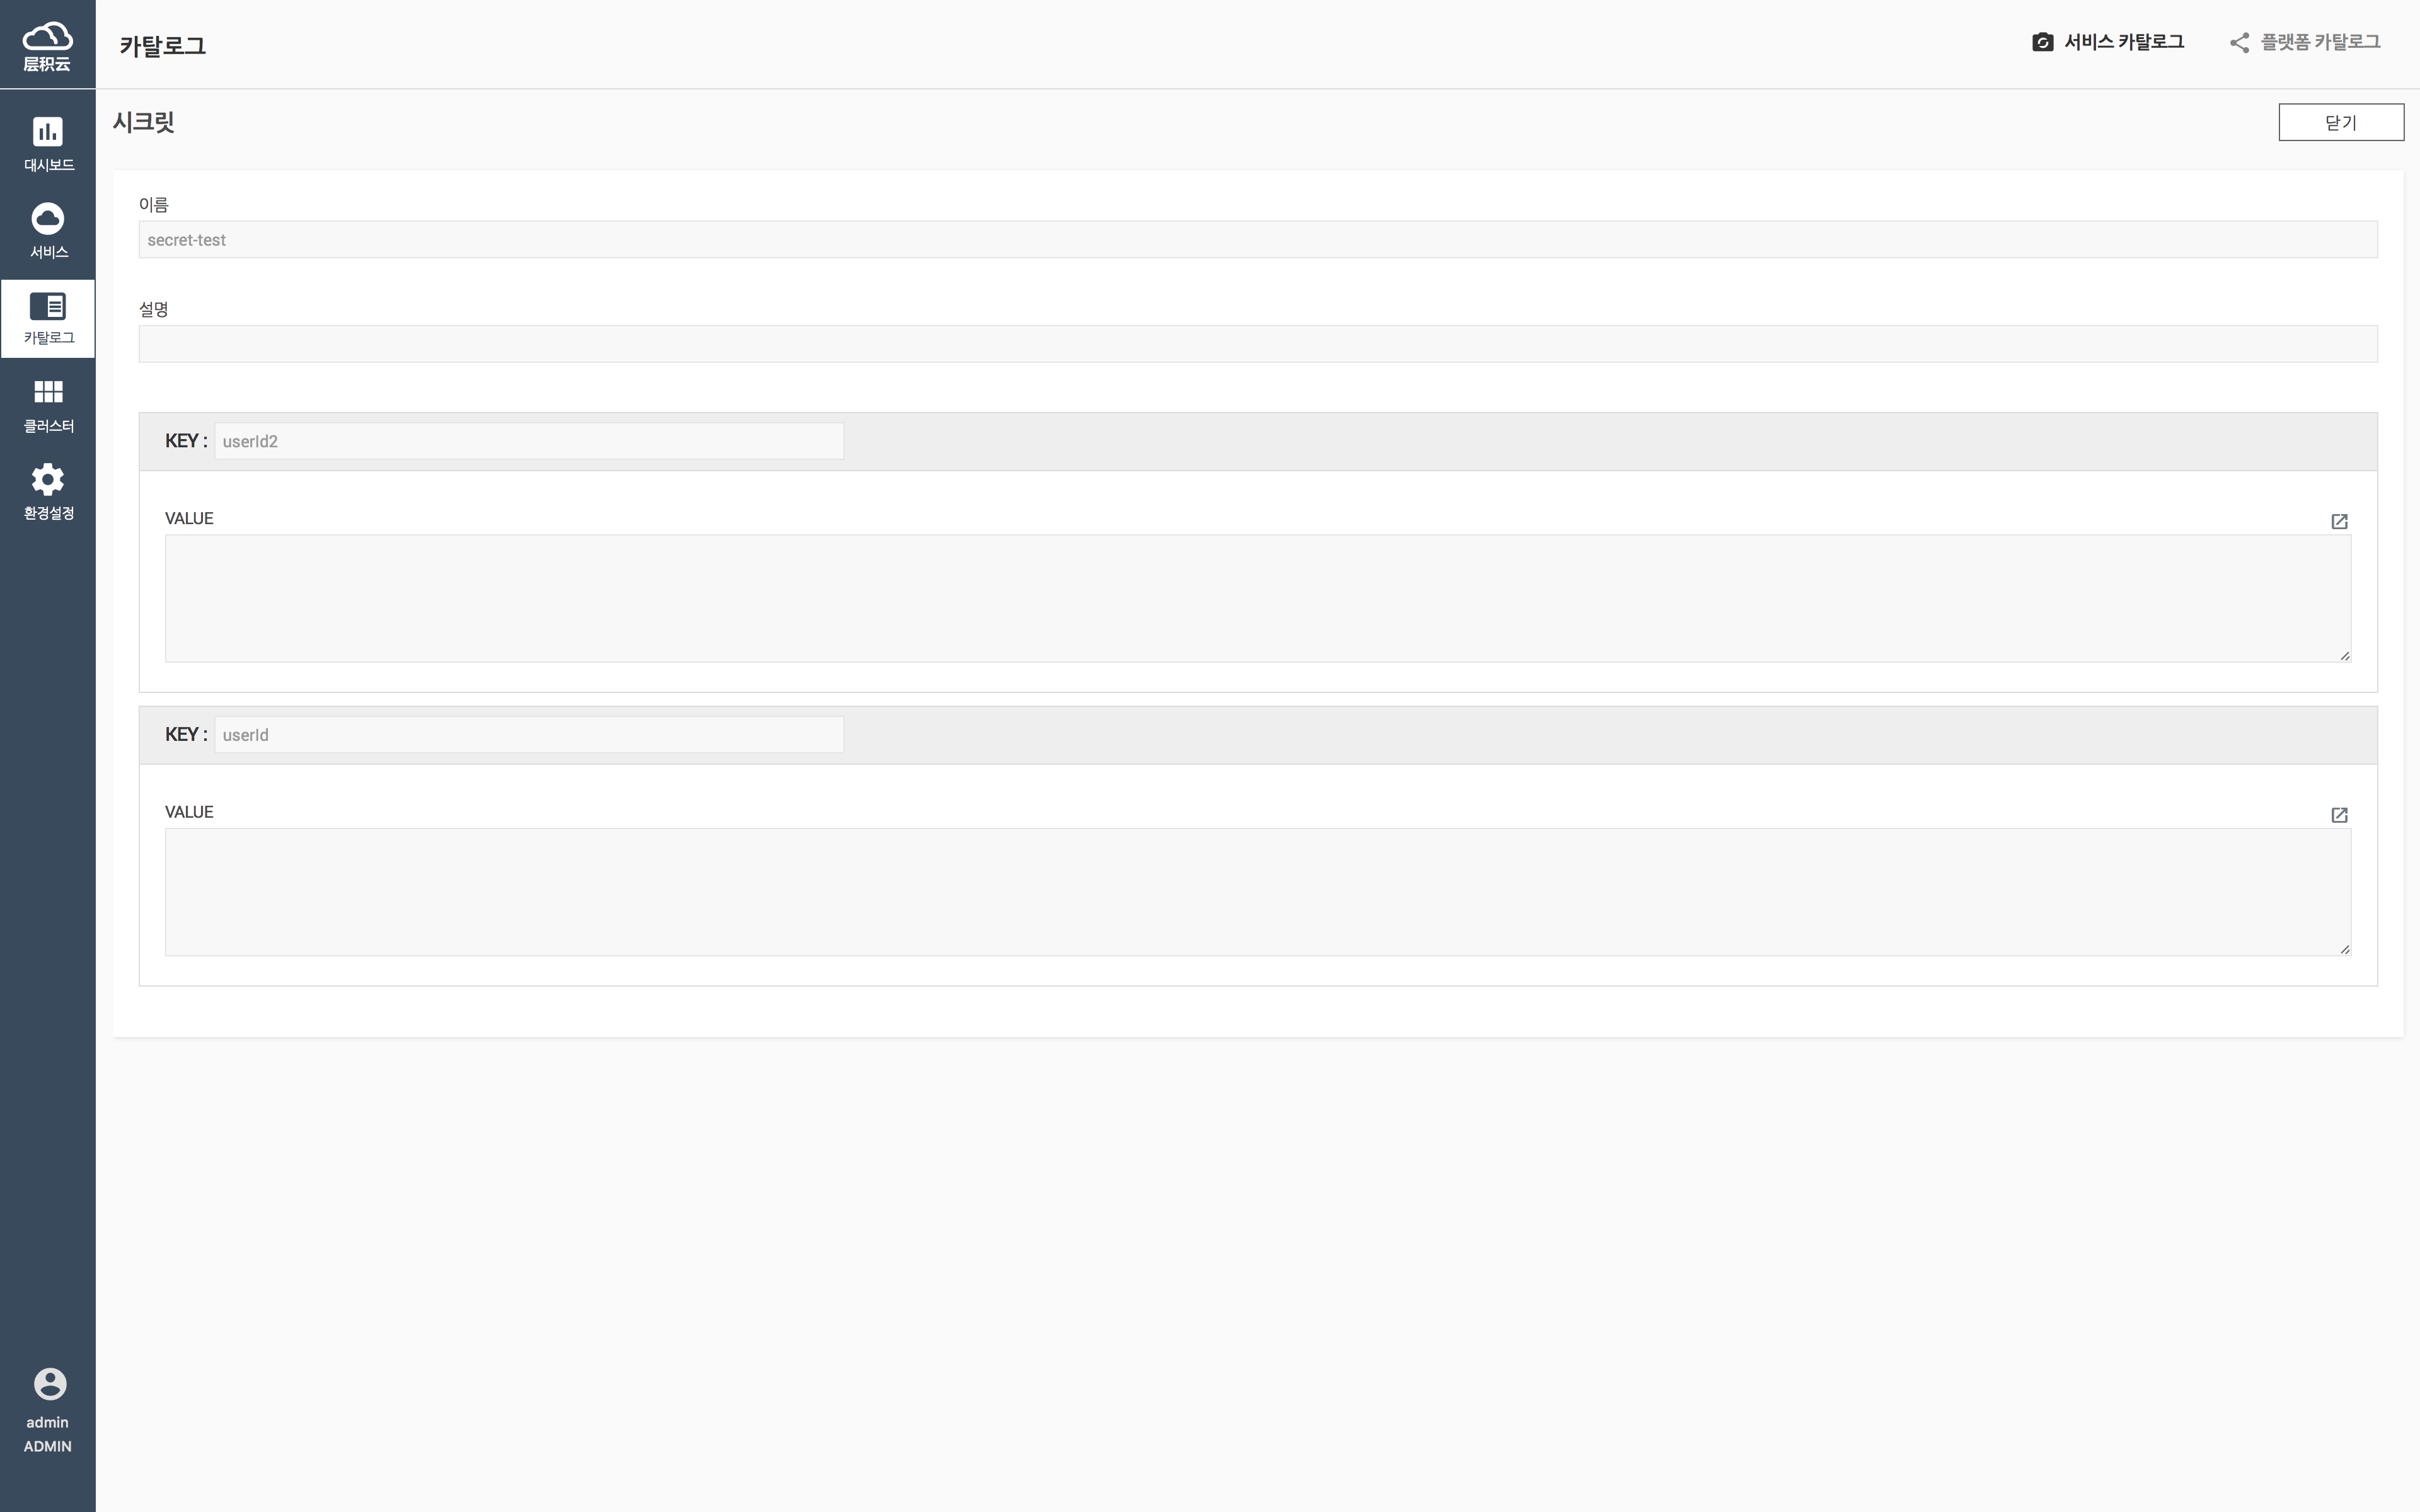 层积云
카탈로그
서비스 카탈로그
플랫폼 카탈로그
대시보드
서비스
카탈로그
클러스터
환경설정
admin
ADMIN
시크릿
닫기
이름
secret-test
설명
KEY :
userId2
VALUE
KEY :
userId
VALUE